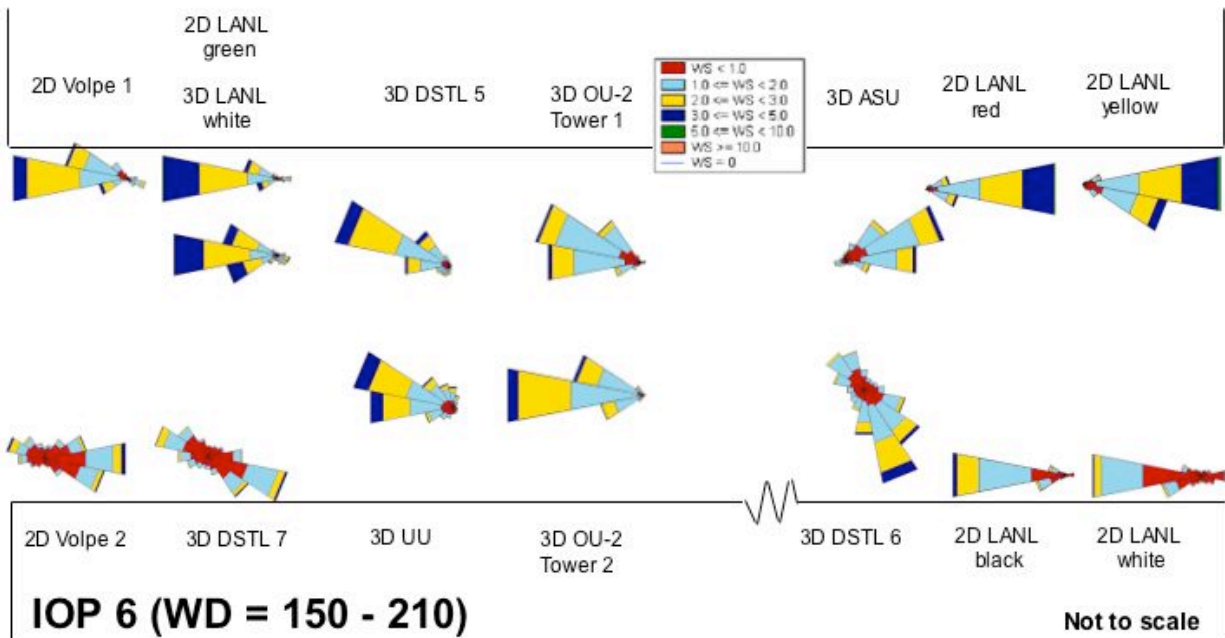 2D LANL
green
2D Volpe 1
3D LANL
white
3D DSTL 5
3D OU-2
Tower 1
WS < 1.0
1.0 <= WS < 2.0
2.0 <= WS < 3.0
3.0 <= WS < 5.0
5.0 <= WS < 10.0
WS >= 10.0
WS = 0
3D ASU
2D LANL
red
2D LANL
yellow
2D Volpe 2
3D DSTL 7
3D UU
3D OU-2
Tower 2
3D DSTL 6
2D LANL
black
2D LANL
white
IOP 6 (WD = 150 - 210)
Not to scale